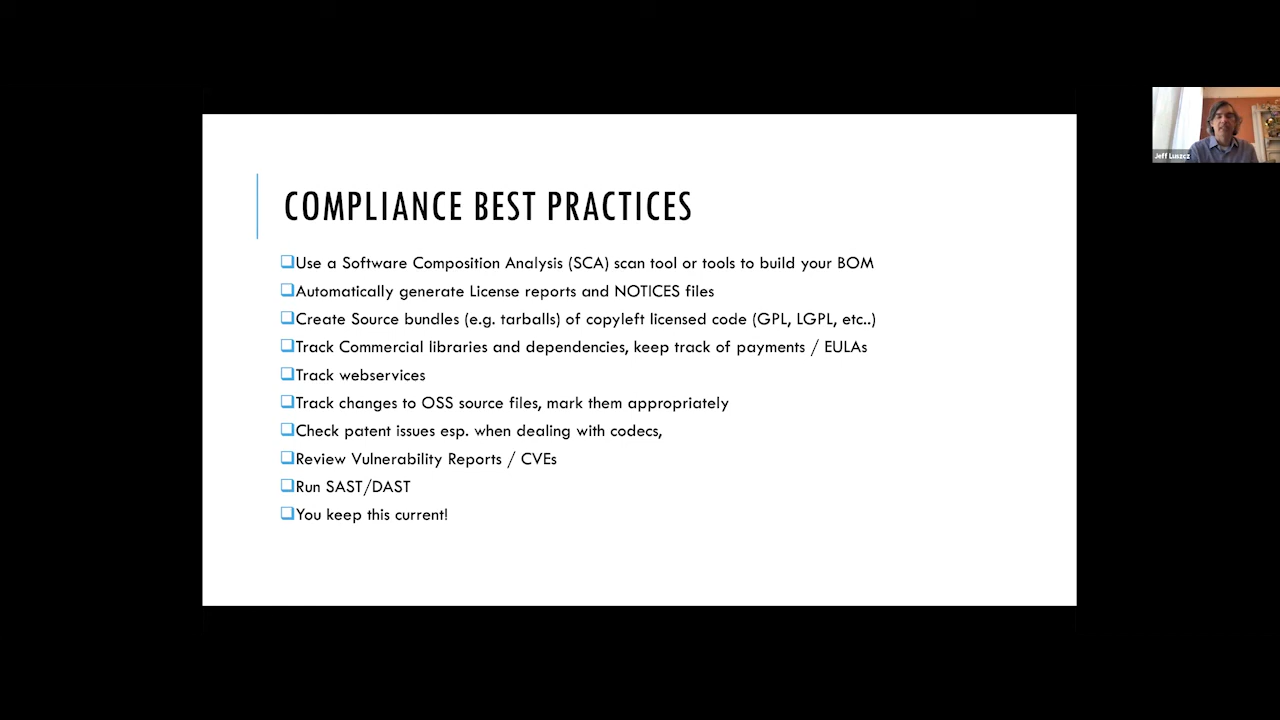 COMPLIANCE BEST PRACTICES
Use a Software Composition Analysis (SCA) scan tool or tools to build your BOM
Automatically generate License reports and NOTICES files
Create Source bundles (e.g. tarballs) of copyleft licensed code (GPL, LGPL, etc..)
Track Commercial libraries and dependencies, keep track of payments / EULAs
Track webservices
Track changes to OSS source files, mark them appropriately
Check patent issues esp. when dealing with codecs,
Review Vulnerability Reports / CVEs
Run SAST/DAST
You keep this current!
Jeff Luszcz